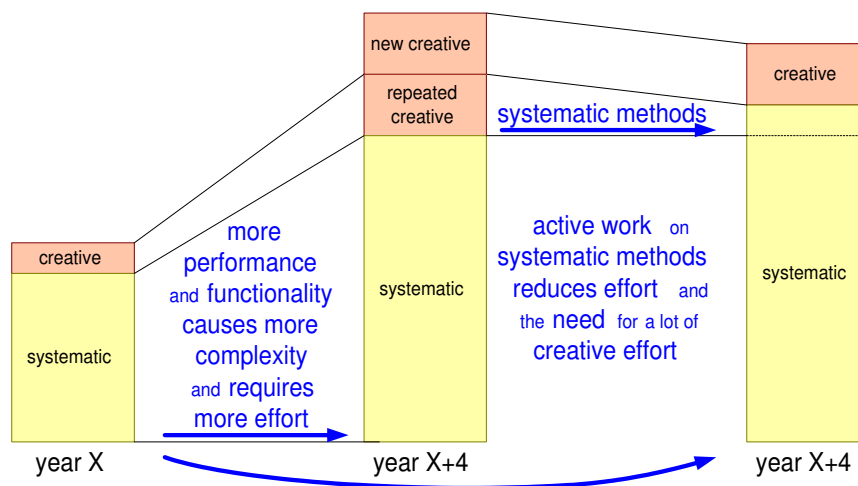 new creative
repeated
creative
systematic methods
creative
creative
systematic
more
performance
and functionality
causes more
complexity
and requires
more effort
systematic
active work on
systematic methods
reduces effort and
the need for a lot of
creative effort
systematic
year X
year X+4
year X+4